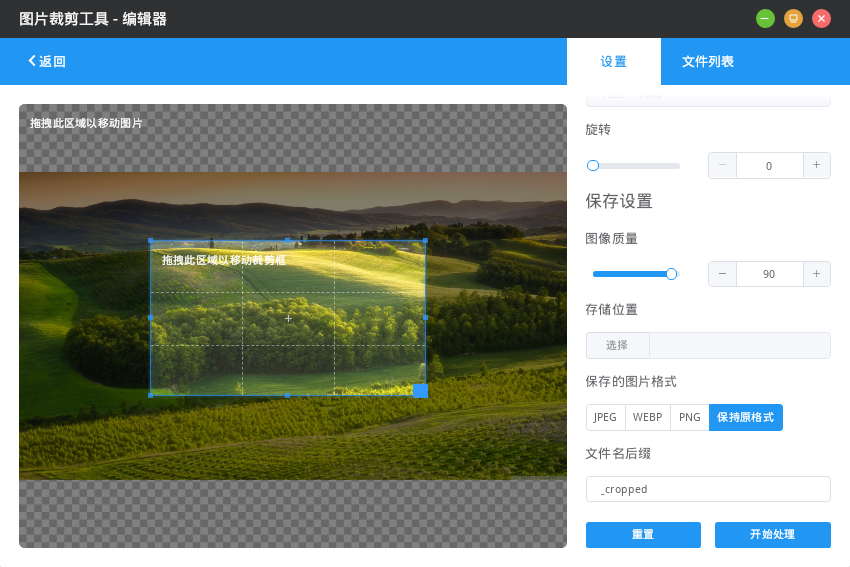 图片裁剪工具 - 编辑器
返回
设置
文件列表
拖拽此区域以移动图片
拖拽此区域以移动裁剪框
旋转
0
保存设置
图像质量
90
存储位置
选择
保存的图片格式
JPEG WEBP PNG 保持原格式
文件名后缀
_cropped
重置 开始处理